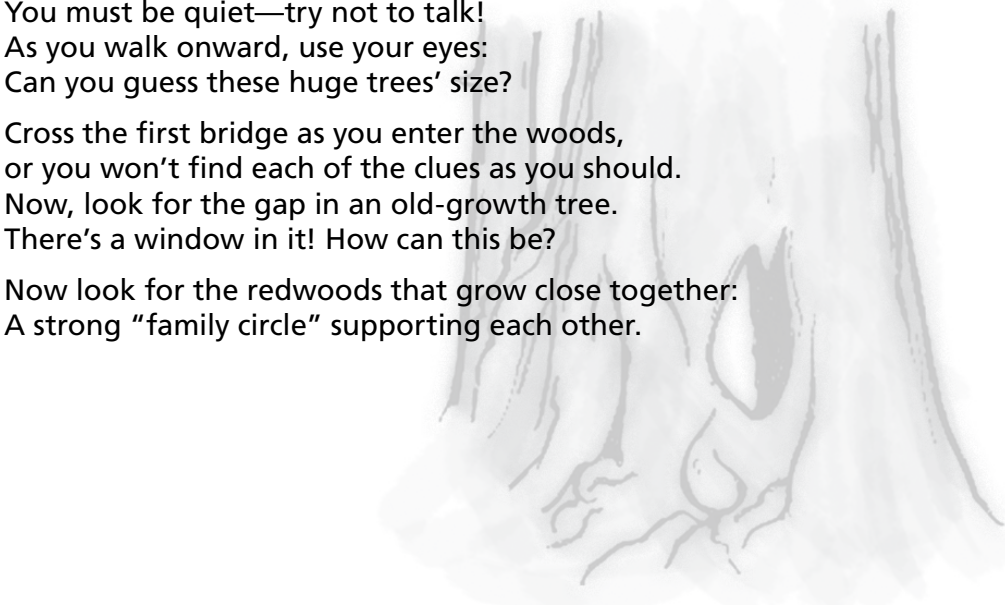 You must be quiet—try not to talk!
As you walk onward, use your eyes:
Can you guess these huge trees’ size?
Cross the first bridge as you enter the woods,
or you won’t find each of the clues as you should.
Now, look for the gap in an old-growth tree.
There’s a window in it! How can this be?
Now look for the redwoods that grow close together:
A strong “family circle” supporting each other.